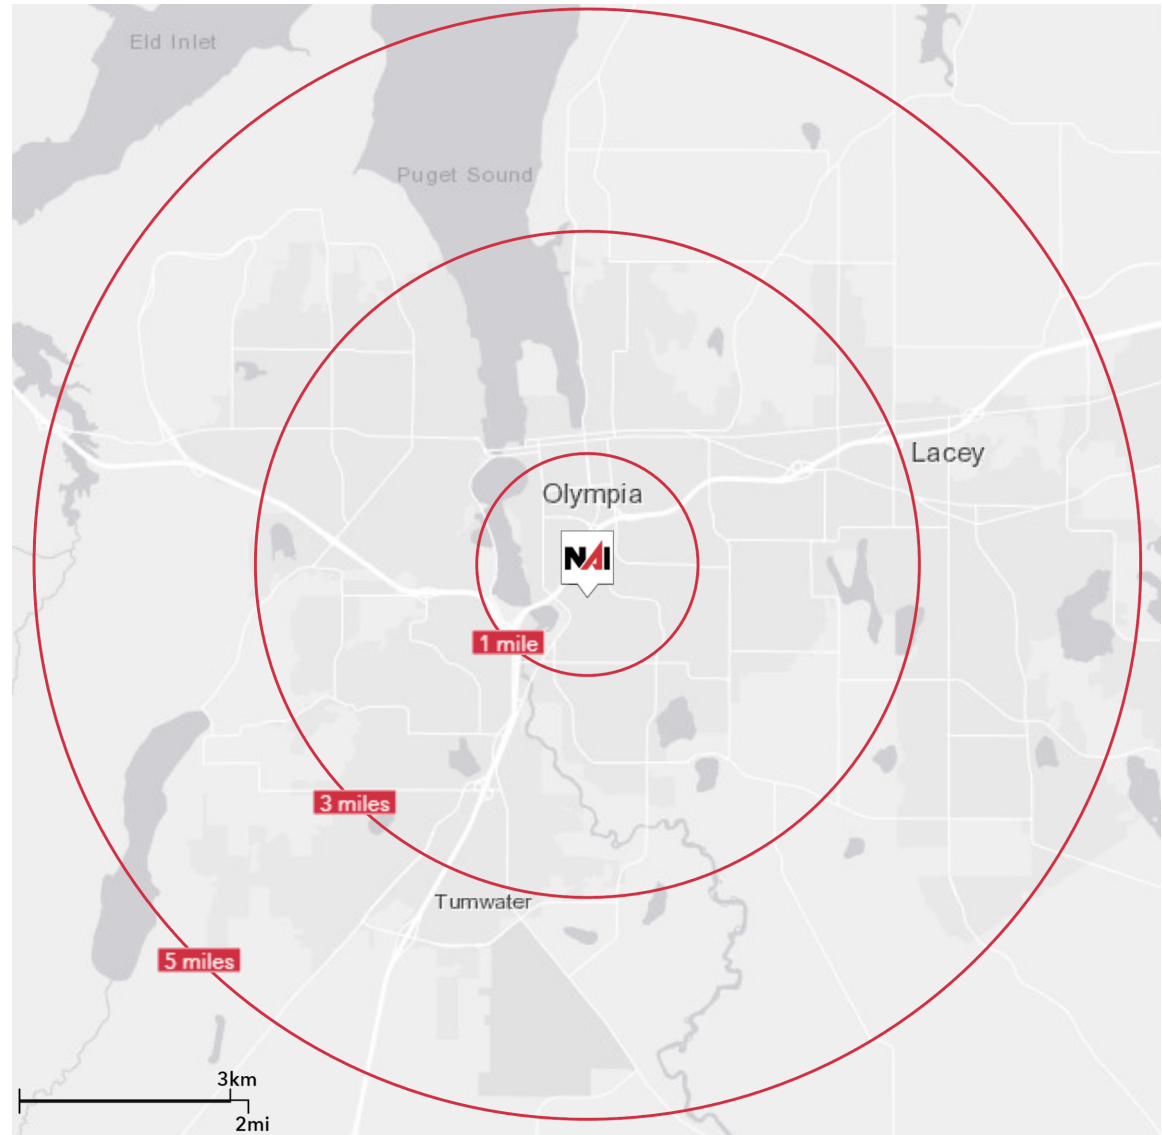 Eld Inlet
Puget Sound
Lacey
Olympia
NAI
1 mile
3 miles
Tumwater
5 miles
3km
2mi